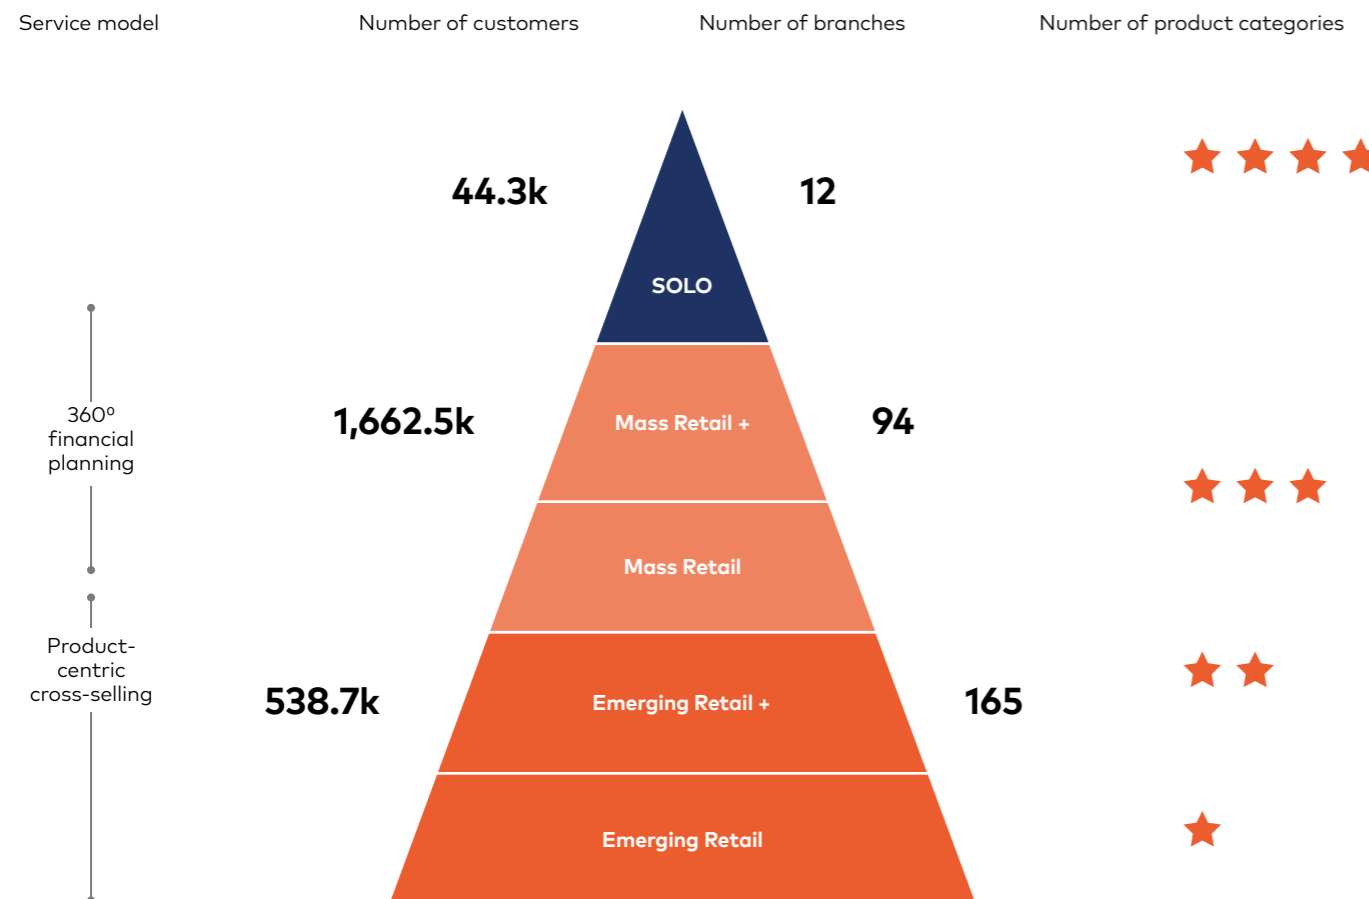 Service model
Number of customers
Number of branches
Number of product categories
44.3k
12
SOLO
360º
financial
planning
1,662.5k
Mass Retail +
94
Mass Retail
Product-
centric
cross-selling
538.7k
Emerging Retail +
165
Emerging Retail